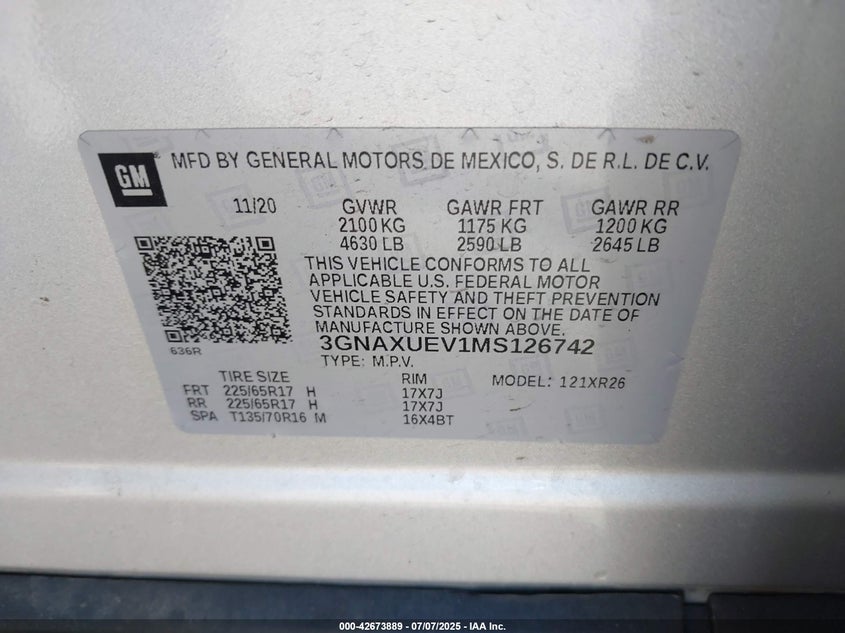 GM
MFD BY GENERAL MOTORS DE MEXICO, S. DE R.L. DE C.V.
11/20 GVWR GAWR FRT GAWR RR
2100 KG 1175 KG 1200 KG
4630 LB 2590 LB 2645 LB
THIS VEHICLE CONFORMS TO ALL
APPLICABLE U.S. FEDERAL MOTOR
VEHICLE SAFETY AND THEFT PREVENTION
STANDARDS IN EFFECT ON THE DATE OF
MANUFACTURE SHOWN ABOVE.
636R
3GNAXUEV1MS126742
TYPE: M.P.V.
TIRE SIZE RIM MODEL: 121XR26
FRT 225/65R17 H 17X7J
RR 225/65R17 H 17X7J
SPA T135/70R16 M 16X4BT
000-42673889 - 07/07/2025 - IAA Inc.